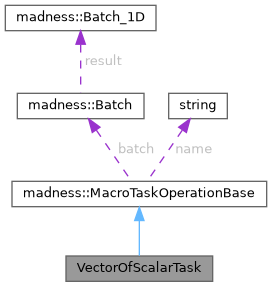 madness::Batch_1D
result
madness::Batch
string
batch
name
madness::MacroTaskOperationBase
VectorOfScalarTask